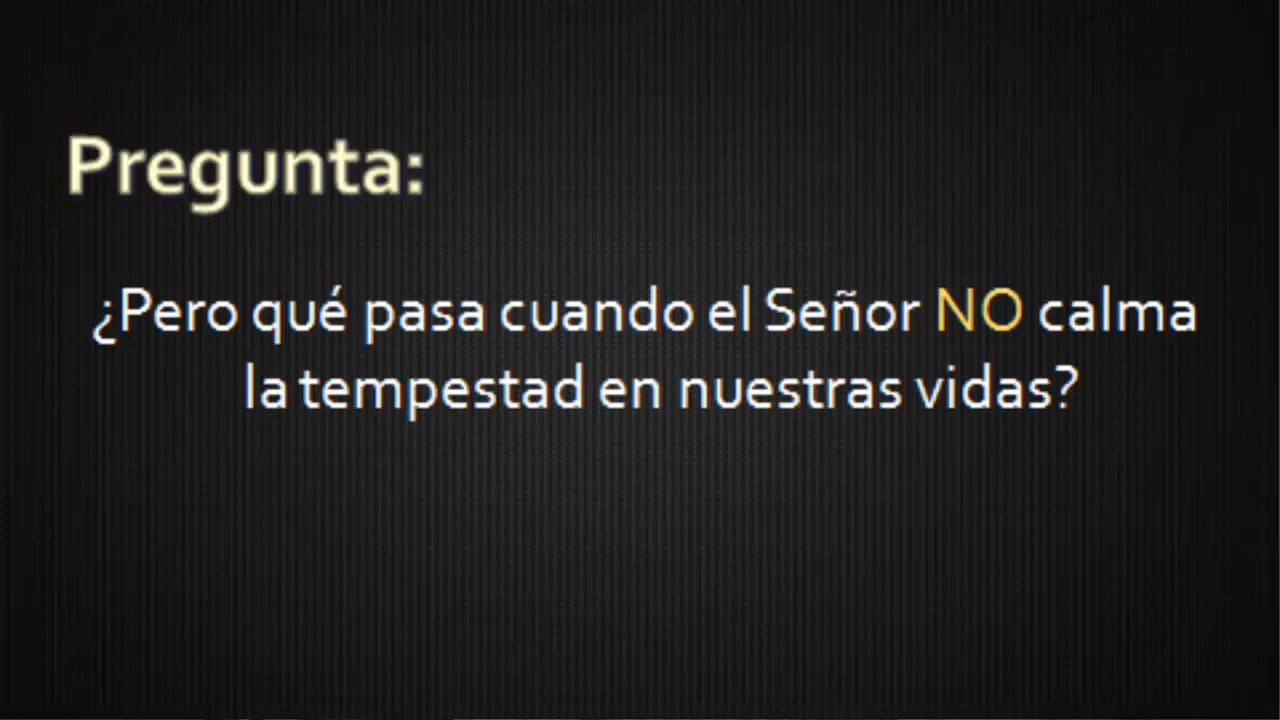 Pregunta:
¿Pero qué pasa cuando el Señor NO calma
la tempestad en nuestras vidas?